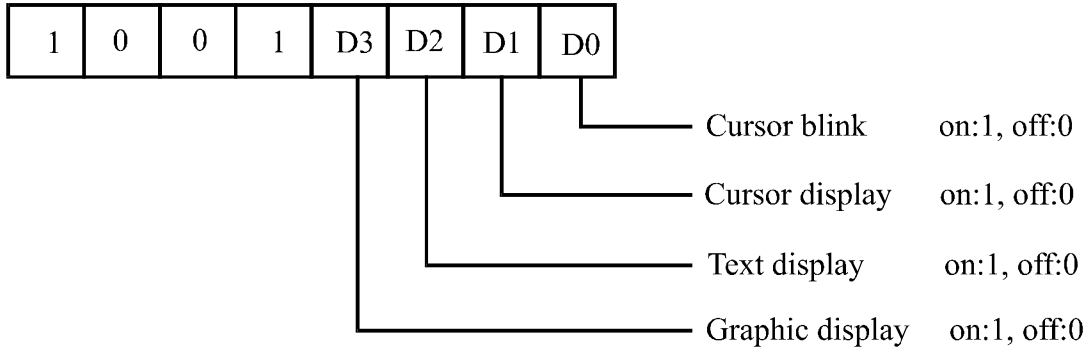 1 0 0 1 D3 D2 D1 D0
Cursor blink on:1, off:0
Cursor display on:1, off:0
Text display on:1, off:0
Graphic display on:1, off:0